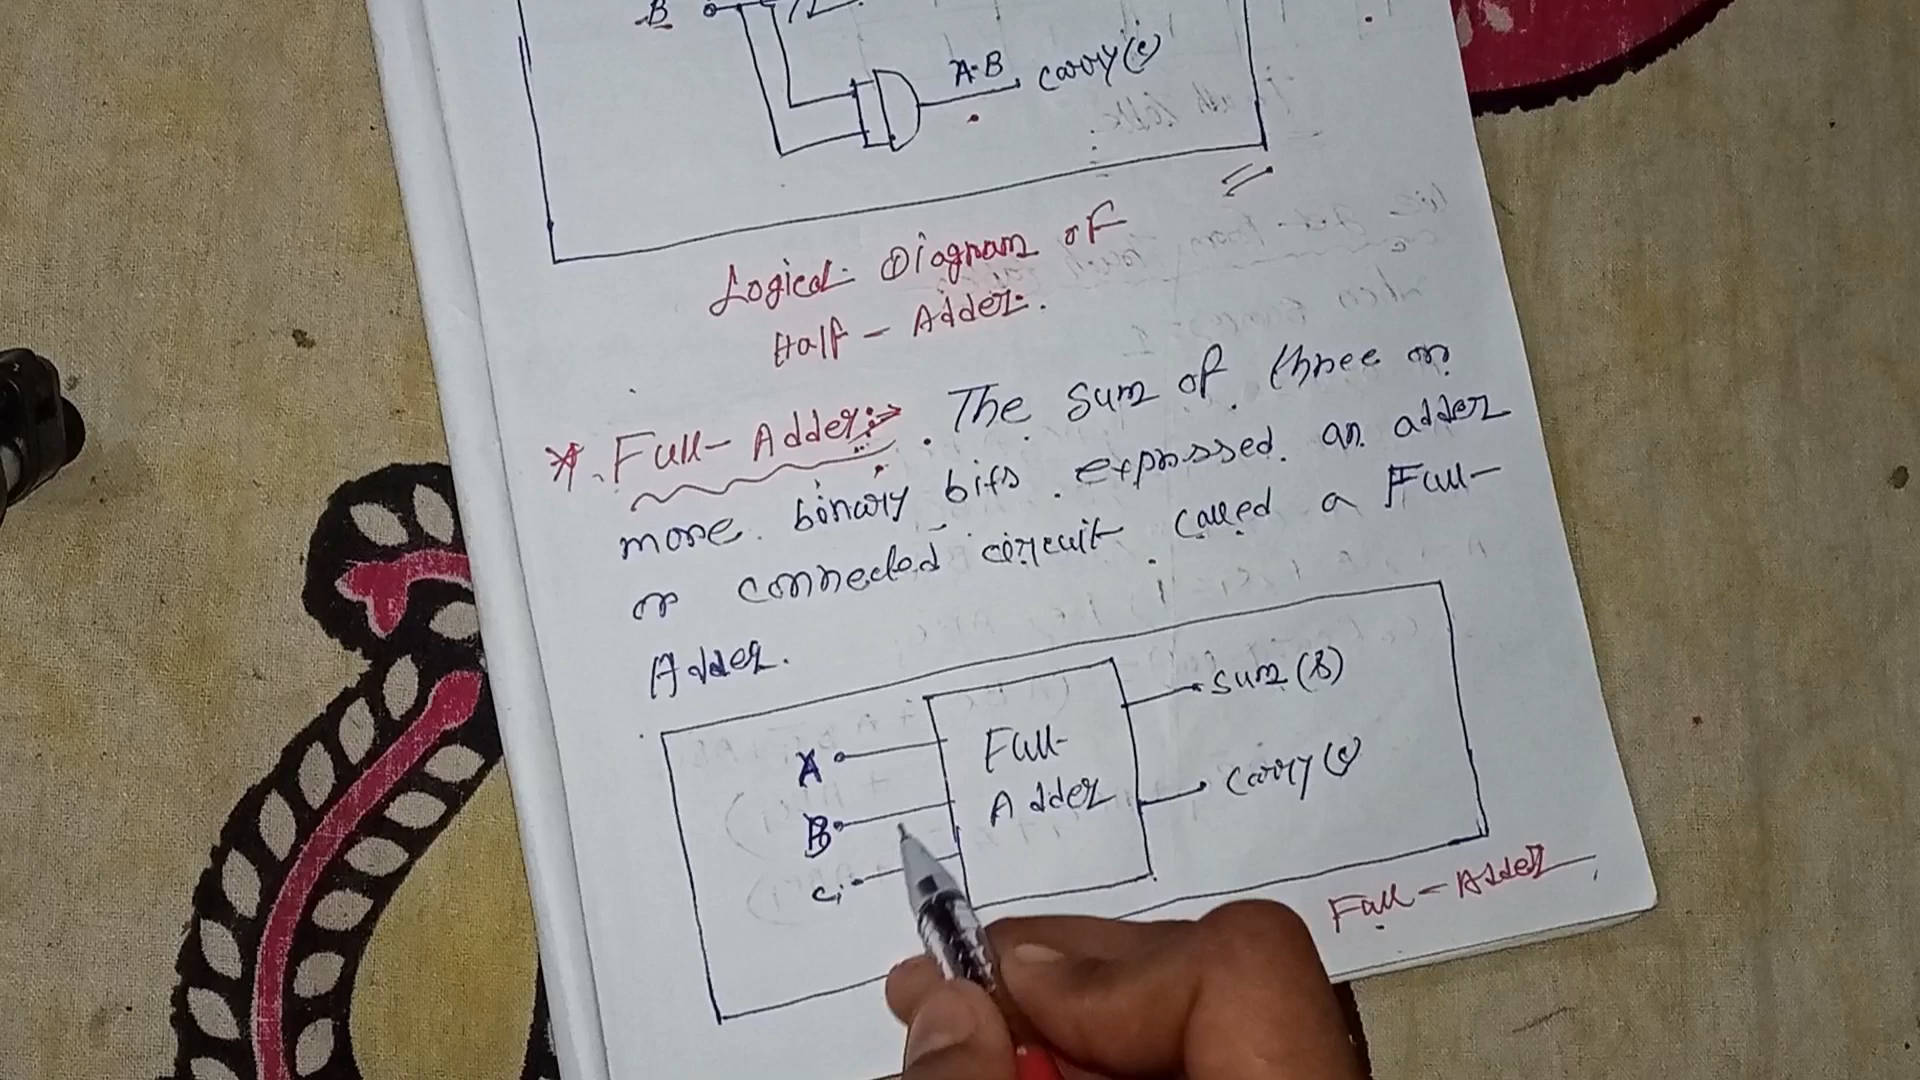 B
A·B carry(c)
Logical Diagram of
Half - Adder.
* Full-Adder:⇒ The Sum of three or
more binary bits expressed an adder
or connected circuit called a Full-
Adder.
Sum (S)
A
Full-
Adder
B
carry (c)
Ci
Full-Adder